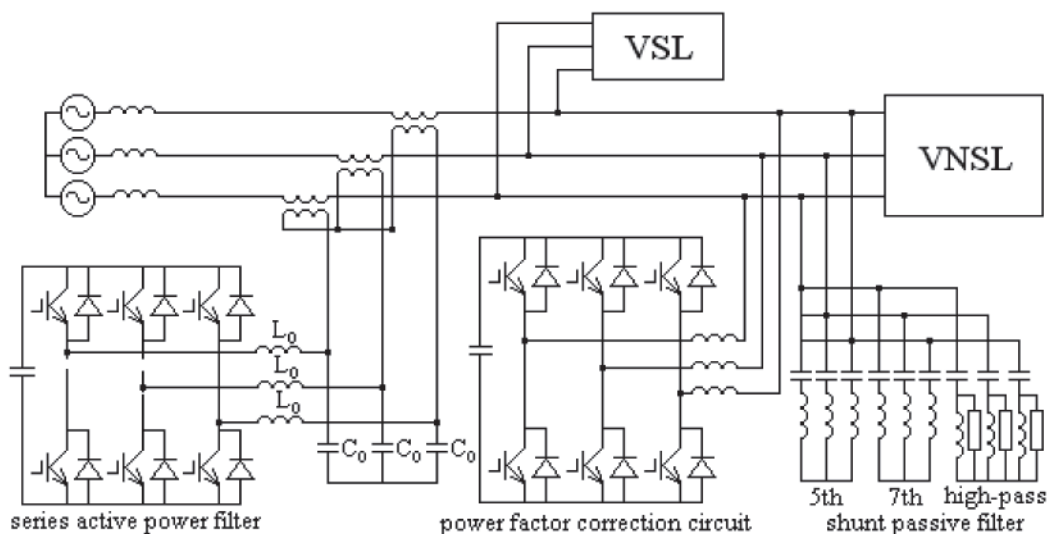 VSL
VNSL
L₀
L₀
L₀
C₀ C₀ C₀
5th 7th high-pass
series active power filter
power factor correction circuit
shunt passive filter